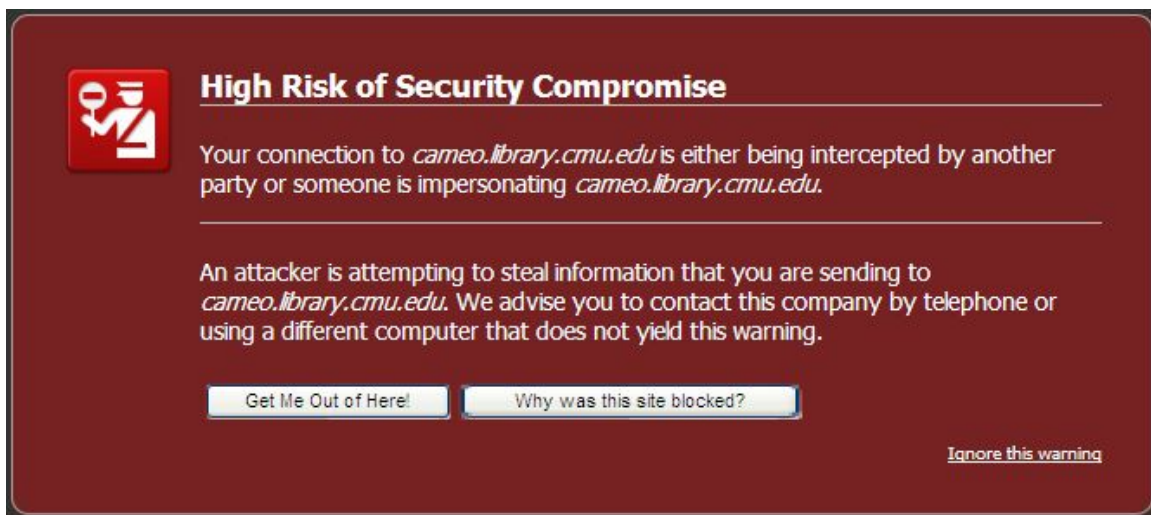 High Risk of Security Compromise
Your connection to cameo.library.cmu.edu is either being intercepted by another
party or someone is impersonating cameo.library.cmu.edu.
An attacker is attempting to steal information that you are sending to
cameo.library.cmu.edu. We advise you to contact this company by telephone or
using a different computer that does not yield this warning.
Get Me Out of Here!
Why was this site blocked?
Ignore this warning